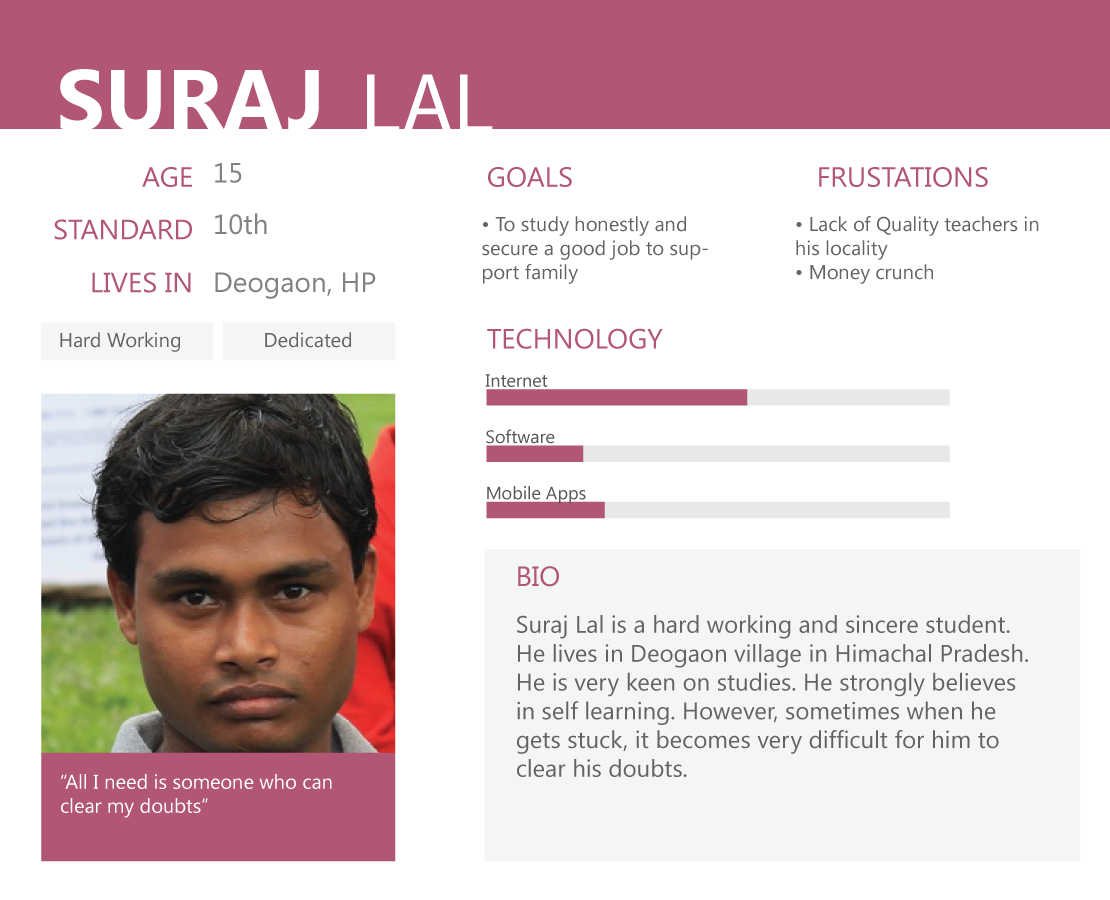 SURAJ LAL
AGE 15
STANDARD 10th
LIVES IN Deogaon, HP
Hard Working
Dedicated
“All I need is someone who can
clear my doubts”
GOALS
• To study honestly and
secure a good job to sup-
port family
FRUSTATIONS
• Lack of Quality teachers in
his locality
• Money crunch
TECHNOLOGY
Internet
Software
Mobile Apps
BIO
Suraj Lal is a hard working and sincere student.
He lives in Deogaon village in Himachal Pradesh.
He is very keen on studies. He strongly believes
in self learning. However, sometimes when he
gets stuck, it becomes very difficult for him to
clear his doubts.